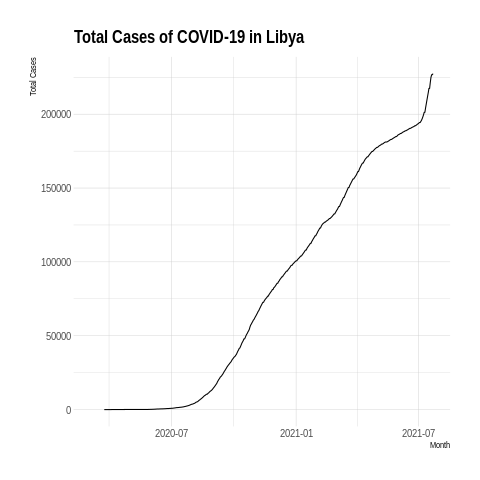 Total Cases of COVID-19 in Libya
Total Cases
200000
150000
100000
50000
0
2020-07 2021-01 2021-07
Month